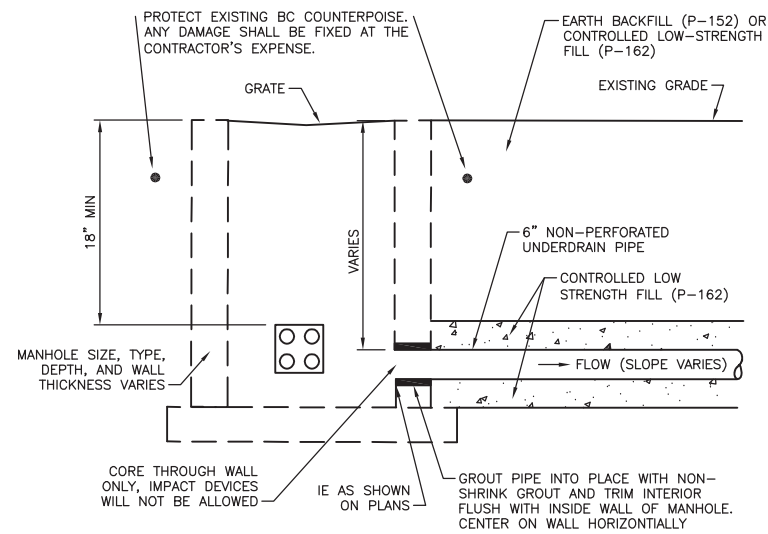 PROTECT EXISTING BC COUNTERPOISE.
ANY DAMAGE SHALL BE FIXED AT THE
CONTRACTOR'S EXPENSE.
EARTH BACKFILL (P-152) OR
CONTROLLED LOW-STRENGTH
FILL (P-162)
GRATE
EXISTING GRADE
18" MIN
VARIES
6" NON-PERFORATED
UNDERDRAIN PIPE
CONTROLLED LOW
STRENGTH FILL (P-162)
MANHOLE SIZE, TYPE,
DEPTH, AND WALL
THICKNESS VARIES
FLOW (SLOPE VARIES)
CORE THROUGH WALL
ONLY, IMPACT DEVICES
WILL NOT BE ALLOWED
IE AS SHOWN
ON PLANS
GROUT PIPE INTO PLACE WITH NON-
SHRINK GROUT AND TRIM INTERIOR
FLUSH WITH INSIDE WALL OF MANHOLE.
CENTER ON WALL HORIZONTIALLY